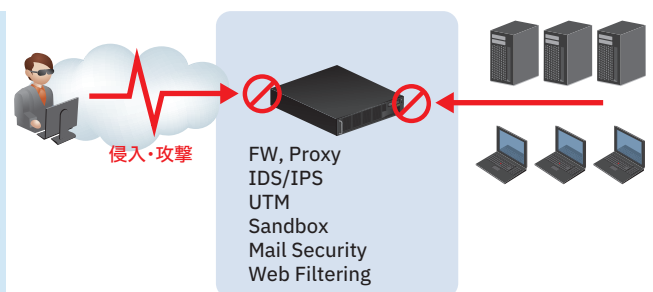 侵入・攻撃
FW, Proxy
IDS/IPS
UTM
Sandbox
Mail Security
Web Filtering